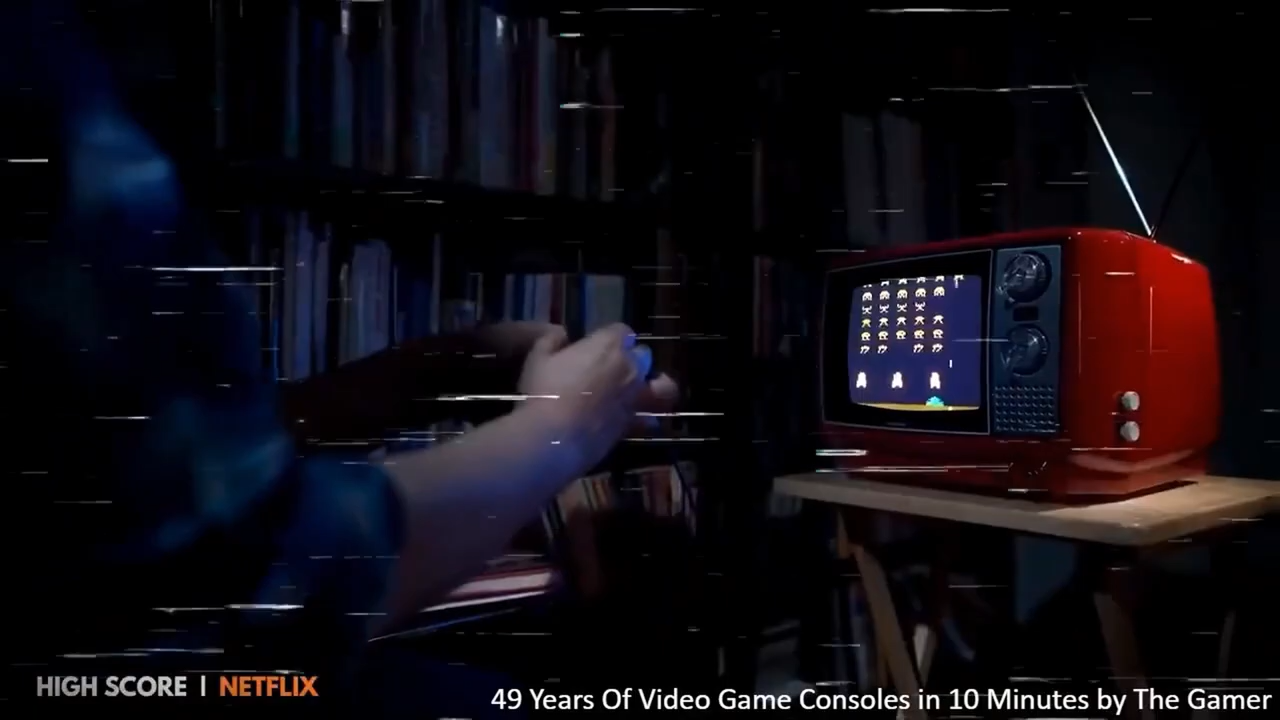 HIGH SCORE | NETFLIX
49 Years Of Video Game Consoles in 10 Minutes by The Gamer